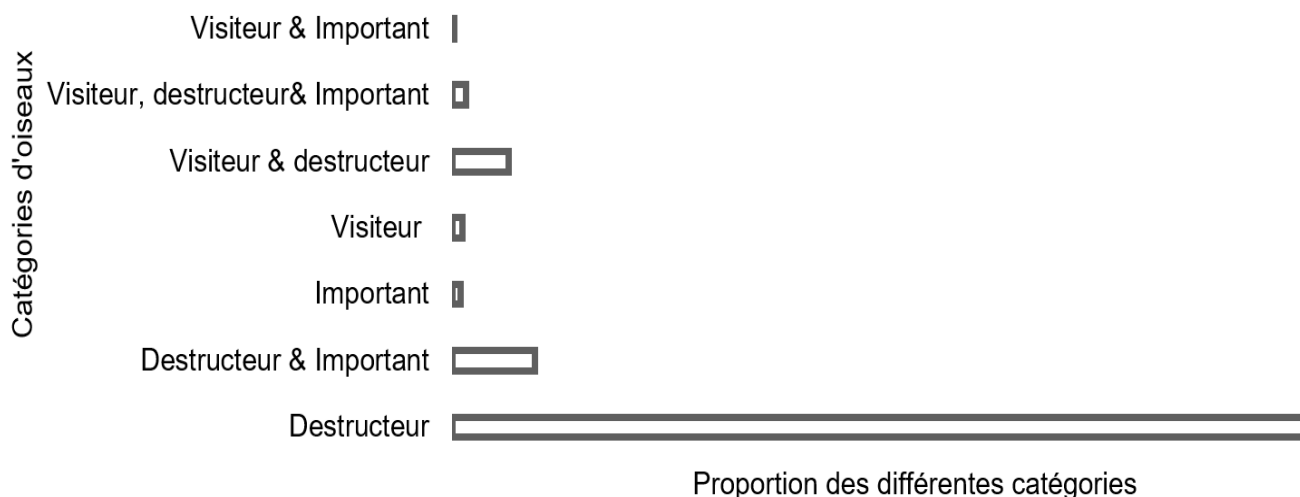 Catégories d'oiseaux
Visiteur & Important
Visiteur, destructeur& Important
Visiteur & destructeur
Visiteur
Important
Destructeur & Important
Destructeur
Proportion des différentes catégories